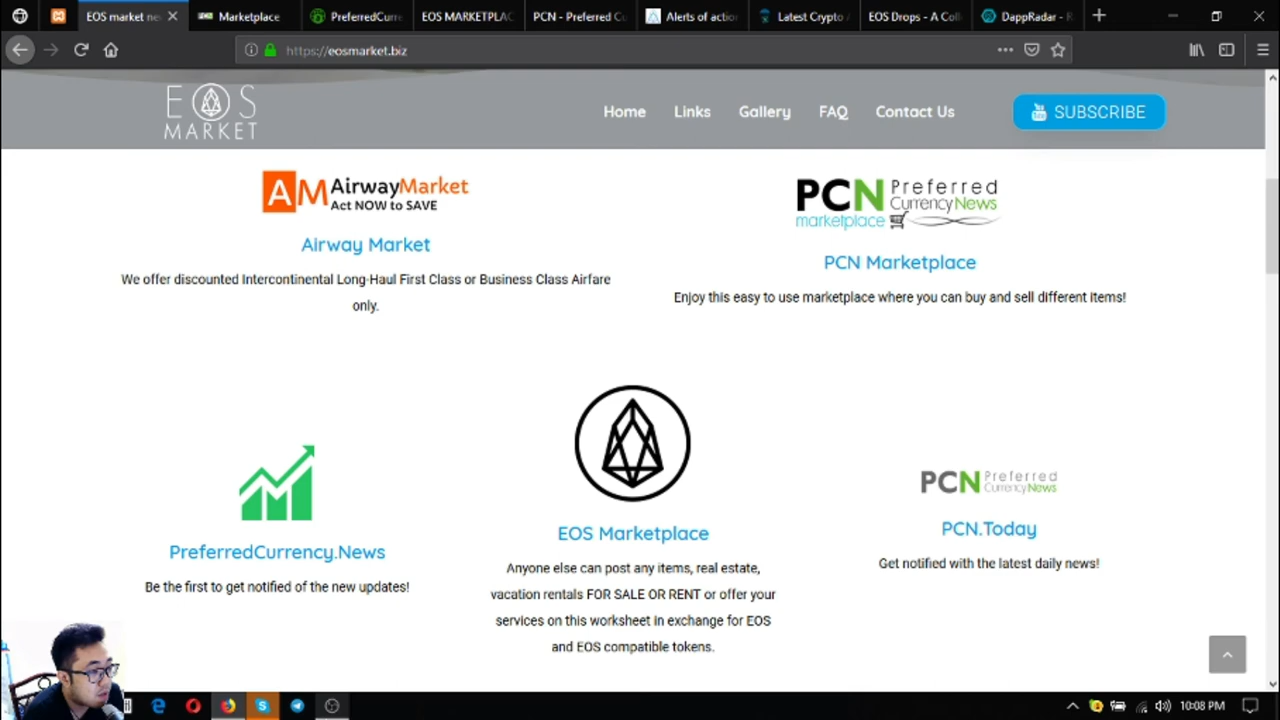 EOS market ne
Marketplace
PreferredCurre
EOS MARKETPLAC
PCN - Preferred Cu
Alerts of action
Latest Crypto
EOS Drops - A Coll
DappRadar - R
https://eosmarket.biz
EOS
MARKET
Home
Links
Gallery
FAQ
Contact Us
SUBSCRIBE
AM AirwayMarket
Act NOW to SAVE
PCN Preferred
CurrencyNews
marketplace
Airway Market
PCN Marketplace
We offer discounted Intercontinental Long-Haul First Class or Business Class Airfare
only.
Enjoy this easy to use marketplace where you can buy and sell different items!
PCN Preferred
CurrencyNews
PreferredCurrency.News
EOS Marketplace
PCN.Today
Be the first to get notified of the new updates!
Anyone else can post any items, real estate,
vacation rentals FOR SALE OR RENT or offer your
services on this worksheet in exchange for EOS
and EOS compatible tokens.
Get notified with the latest daily news!
10:08 PM